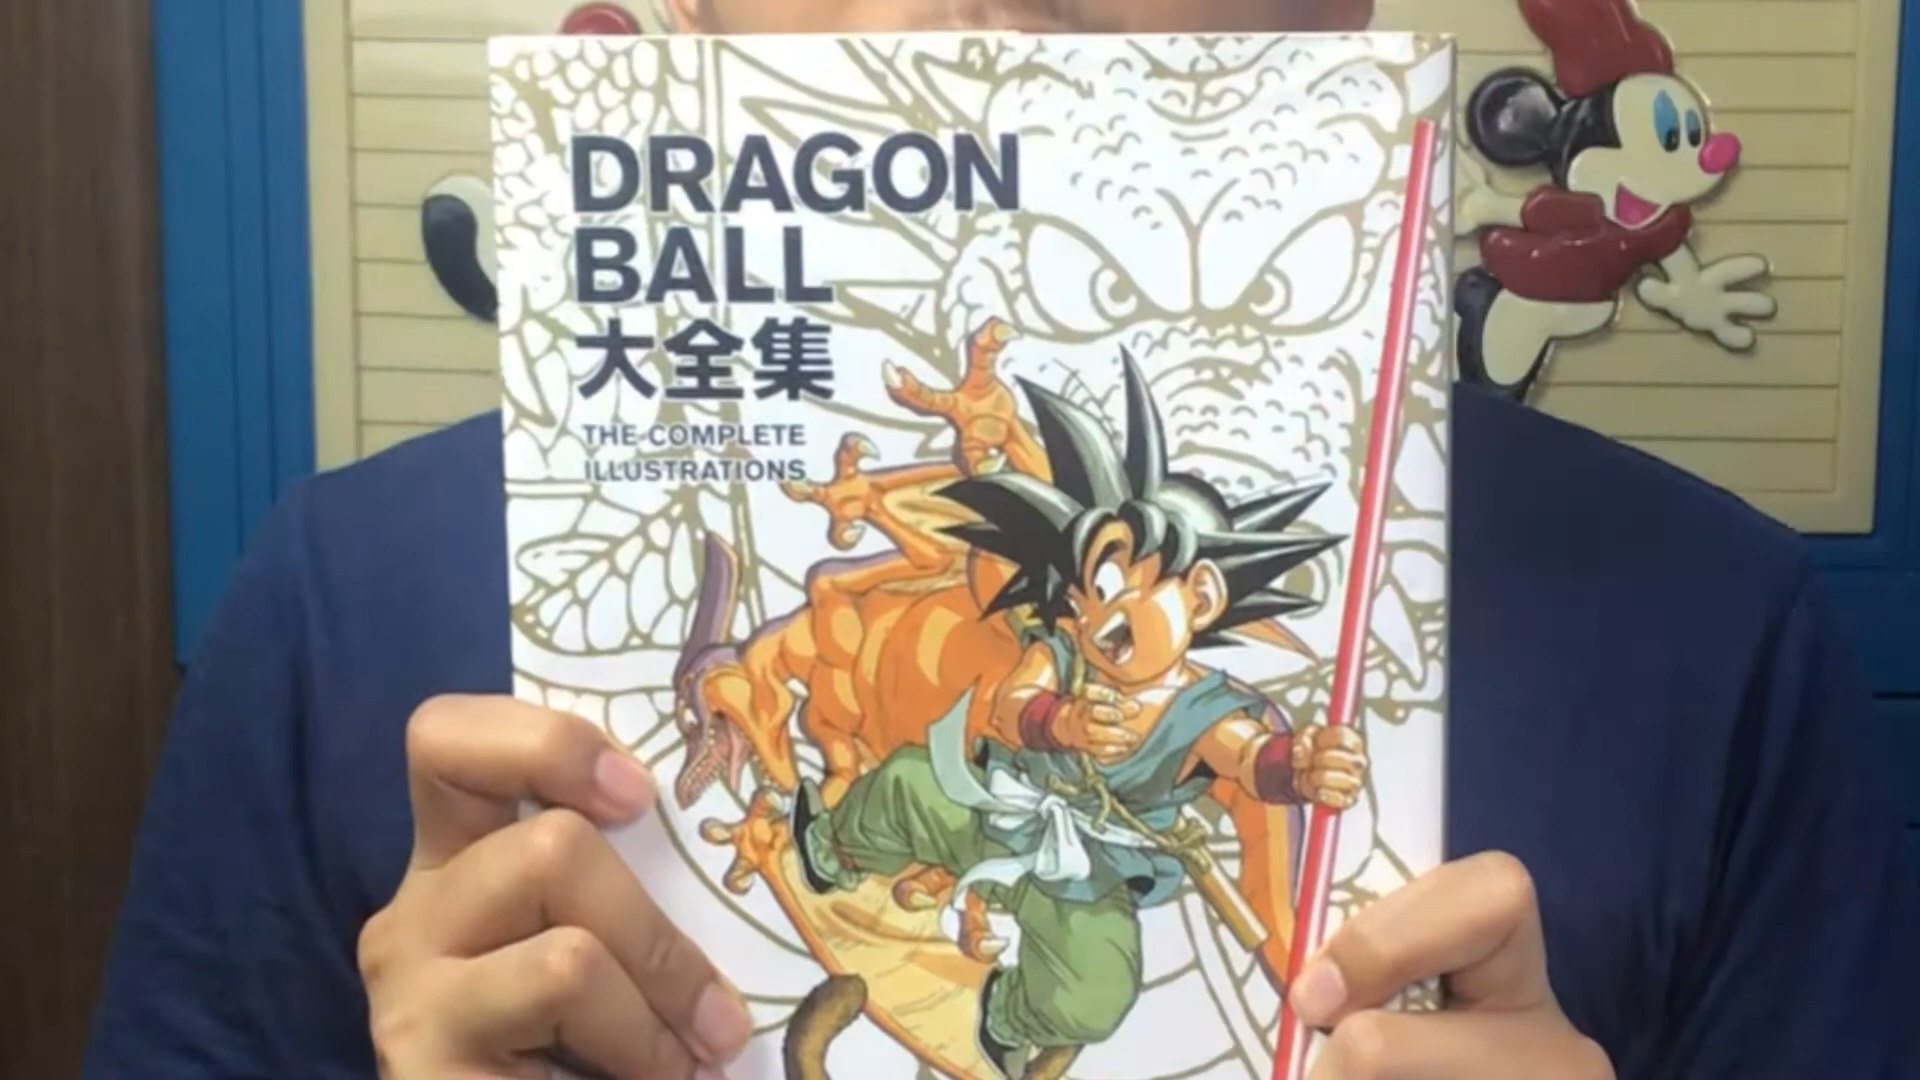 DRAGON
BALL
大全集
THE COMPLETE
ILLUSTRATIONS